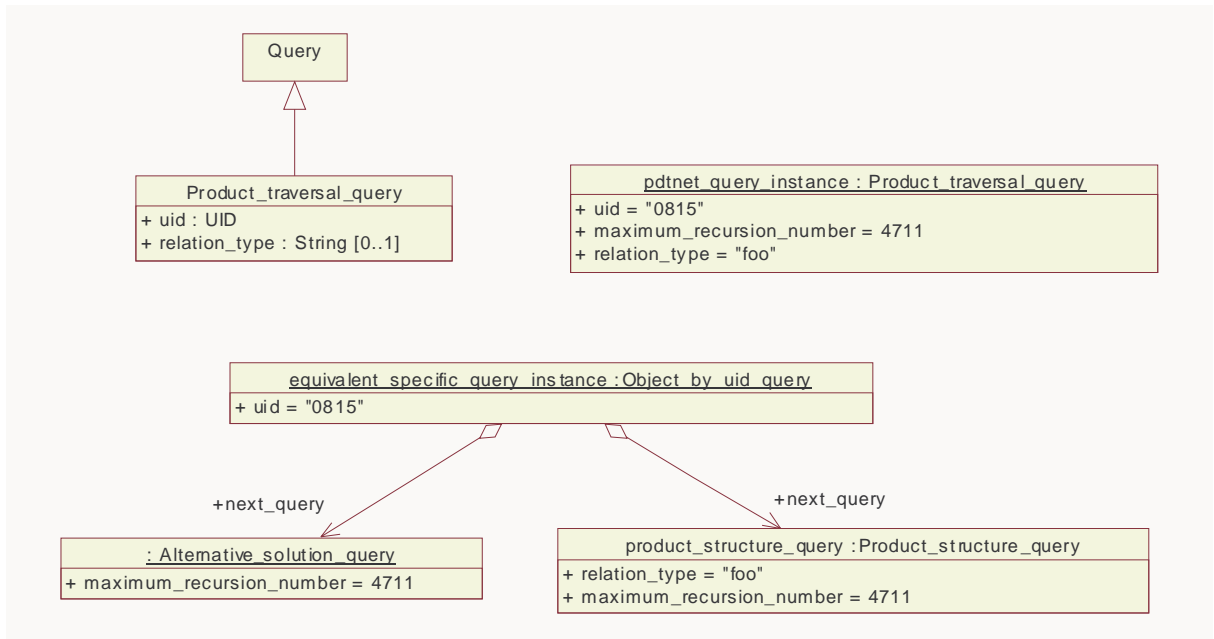 Query
Product_traversal_query
+ uid : UID
+ relation_type : String [0..1]
pdtnet_query_instance : Product_traversal_query
+ uid = "0815"
+ maximum_recursion_number = 4711
+ relation_type = "foo"
equivalent_specific_query_instance :Object_by_uid_query
+ uid = "0815"
+next_query
+next_query
: Alternative_solution_query
+ maximum_recursion_number = 4711
product_structure_query :Product_structure_query
+ relation_type = "foo"
+ maximum_recursion_number = 4711